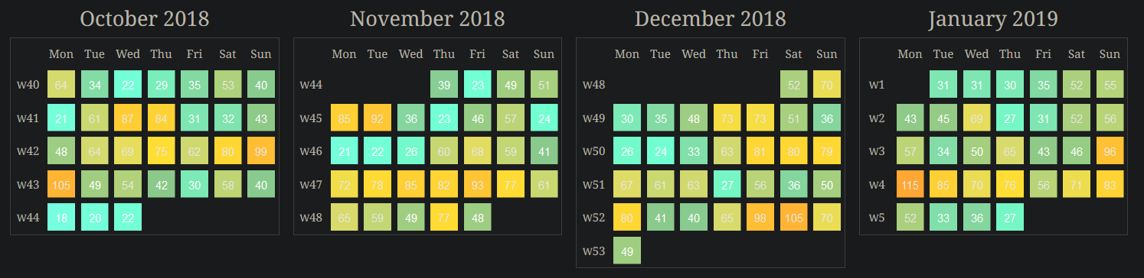 October 2018
Mon Tue Wed Thu Fri Sat Sun
w40 64 34 22 29 35 53 40
w41 21 61 87 84 31 32 43
w42 48 64 69 75 62 80 99
w43 105 49 54 42 30 58 40
w44 18 20 22
November 2018
Mon Tue Wed Thu Fri Sat Sun
w44 39 23 49 51
w45 85 92 36 23 46 57 24
w46 21 22 26 60 68 59 41
w47 72 78 85 82 93 77 61
w48 65 59 49 77 48
December 2018
Mon Tue Wed Thu Fri Sat Sun
w48 52 70
w49 30 35 48 73 73 51 36
w50 26 24 33 63 81 80 79
w51 67 61 63 27 56 36 50
w52 80 41 40 65 98 105 70
w53 49
January 2019
Mon Tue Wed Thu Fri Sat Sun
w1 31 31 30 35 52 55
w2 43 45 69 27 31 52 56
w3 57 34 50 65 43 46 96
w4 115 85 70 76 56 71 83
w5 52 33 36 27